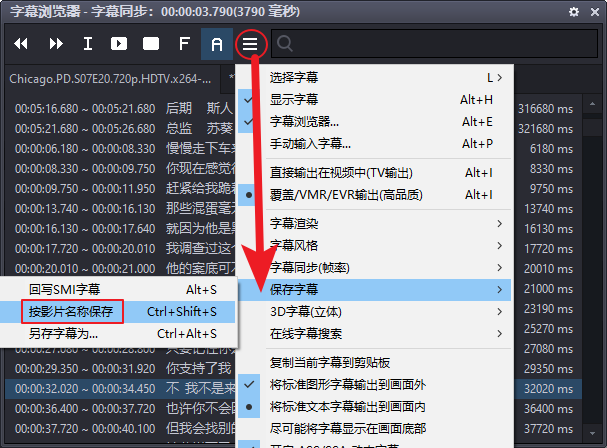 字幕浏览器 - 字幕同步：00:00:03.790(3790 毫秒)
I F A
Chicago.PD.S07E20.720p.HDTV.x264-...
00:05:16.680 ~ 00:05:21.680 后期 斯人 316680 ms
00:05:21.680 ~ 00:05:26.680 总监 苏葵 321680 ms
00:00:06.180 ~ 00:00:08.330 慢慢走下车来 6180 ms
00:00:08.330 ~ 00:00:09.750 你现在感觉很 8330 ms
00:00:09.750 ~ 00:00:11.950 赶紧给我跪 9750 ms
00:00:13.740 ~ 00:00:16.130 那些混蛋毫无 13740 ms
00:00:16.130 ~ 00:00:17.640 就因为他是黑 16130 ms
00:00:17.720 ~ 00:00:20.010 我调查过这个 17720 ms
00:00:20.010 ~ 00:00:21.000 他的案底可不 20010 ms
21000 ms
22130 ms
25270 ms
27080 ms
29350 ms
00:00:29.350 ~ 00:00:31.920 你支持了我
00:00:32.020 ~ 00:00:34.450 不 我不是来 32020 ms
00:00:36.400 ~ 00:00:37.700 也许你不会 36400 ms
00:00:37.720 ~ 00:00:40.100 但我会找到 37720 ms
选择字幕 L >
显示字幕 Alt+H
字幕浏览器... Alt+E
手动输入字幕... Alt+P
直接输出在视频中(TV输出) Alt+I
覆盖/VMR/EVR输出(高品质) Alt+I
字幕渲染 >
字幕风格 >
字幕同步(帧率) >
保存字幕 >
3D字幕(立体) >
在线字幕搜索 >
复制当前字幕到剪贴板
将标准图形字幕输出到画面外
将标准文本字幕输出到画面内
尽可能将字幕显示在画面底部
回写SMI字幕 Alt+S
按影片名称保存 Ctrl+Shift+S
另存字幕为... Ctrl+Alt+S